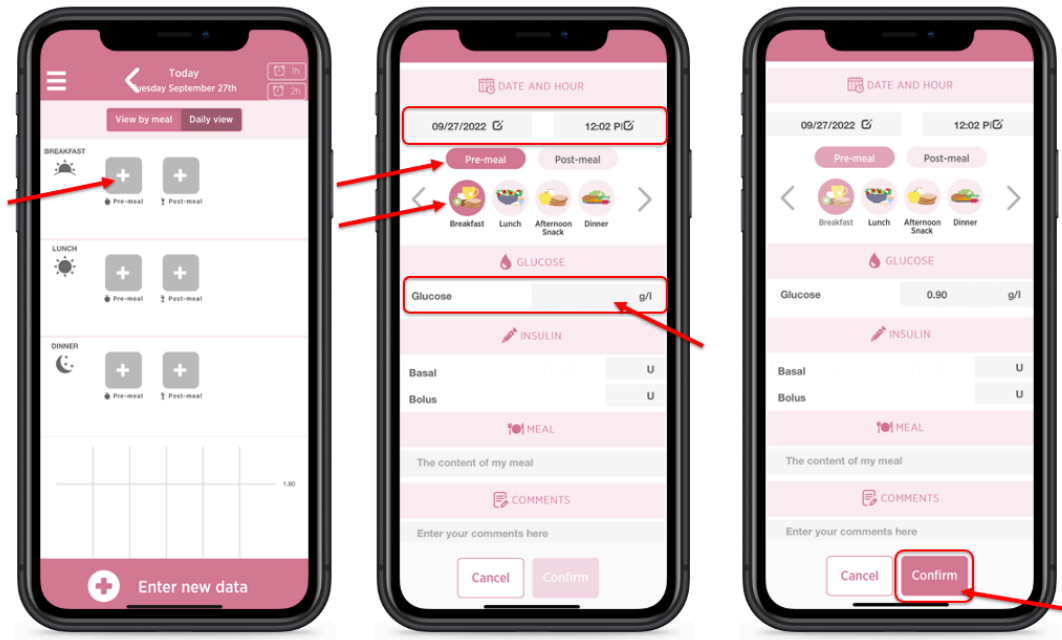 Today
Tuesday September 27th
1h
2h
View by meal Daily view
BREAKFAST
Pre-meal Post-meal
LUNCH
Pre-meal Post-meal
DINNER
Pre-meal Post-meal
1.80
Enter new data
DATE AND HOUR
09/27/2022 12:02 P
Pre-meal Post-meal
Breakfast Lunch Afternoon Dinner
Snack
GLUCOSE
Glucose g/l
INSULIN
Basal U
Bolus U
MEAL
The content of my meal
COMMENTS
Enter your comments here
Cancel Confirm
DATE AND HOUR
09/27/2022 12:02 P
Pre-meal Post-meal
Breakfast Lunch Afternoon Dinner
Snack
GLUCOSE
Glucose 0.90 g/l
INSULIN
Basal U
Bolus U
MEAL
The content of my meal
COMMENTS
Enter your comments here
Cancel Confirm